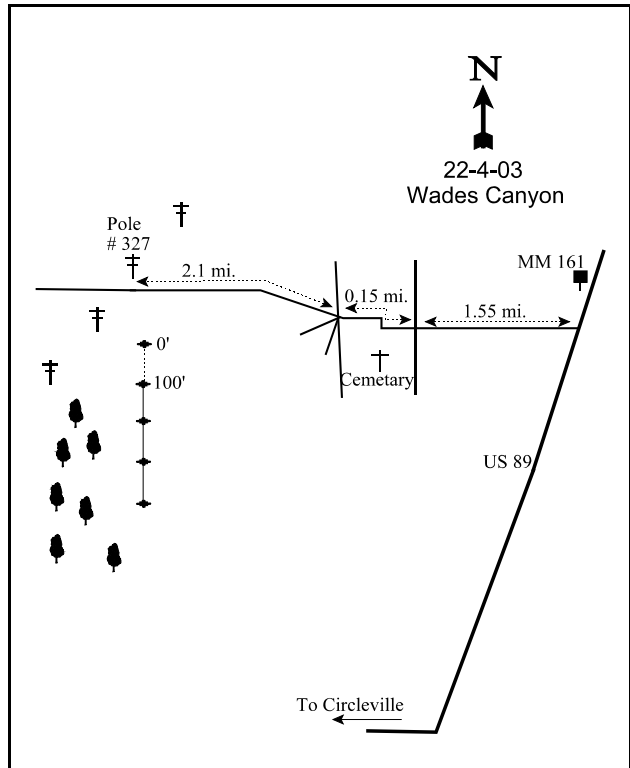 N
22-4-03
Wades Canyon
Pole
# 327
2.1 mi.
0.15 mi.
MM 161
1.55 mi.
0'
100'
Cemetary
US 89
To Circleville